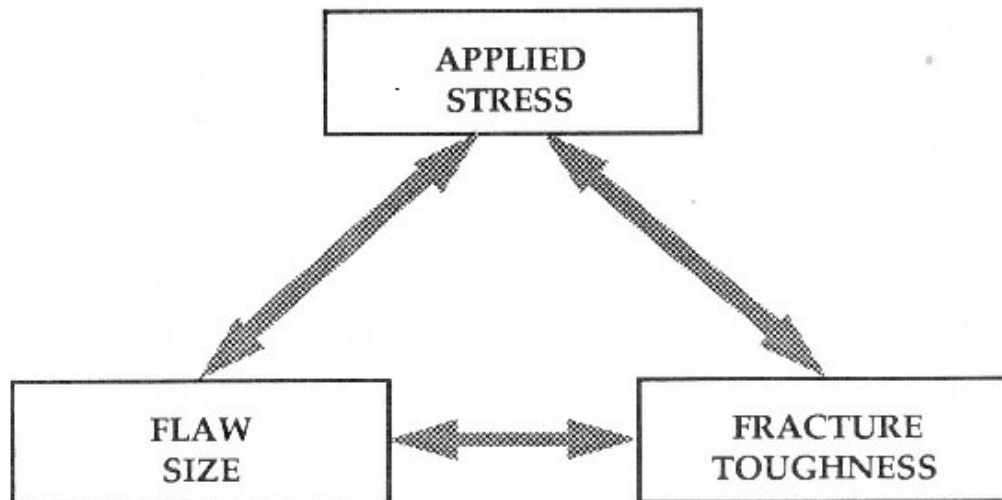 APPLIED
STRESS
FLAW
SIZE
FRACTURE
TOUGHNESS